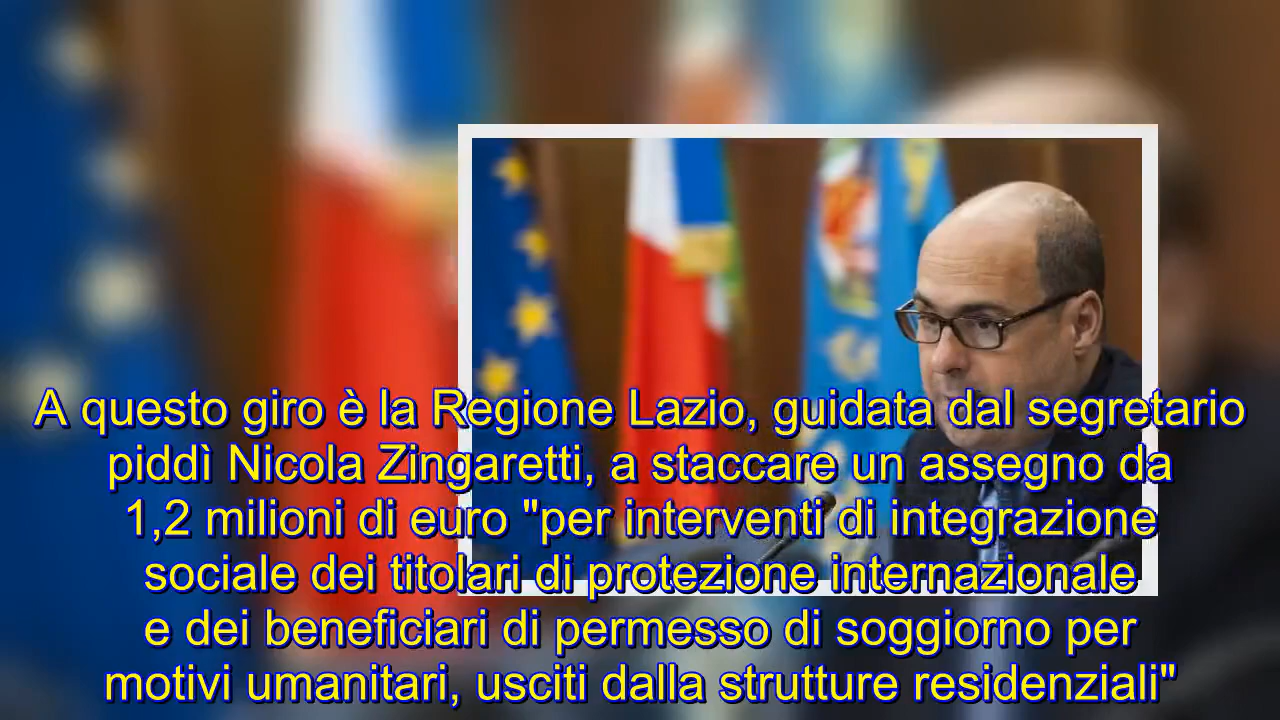 A questo giro è la Regione Lazio, guidata dal segretario
piddì Nicola Zingaretti, a staccare un assegno da
1,2 milioni di euro "per interventi di integrazione
sociale dei titolari di protezione internazionale
e dei beneficiari di permesso di soggiorno per
motivi umanitari, usciti dalla strutture residenziali"